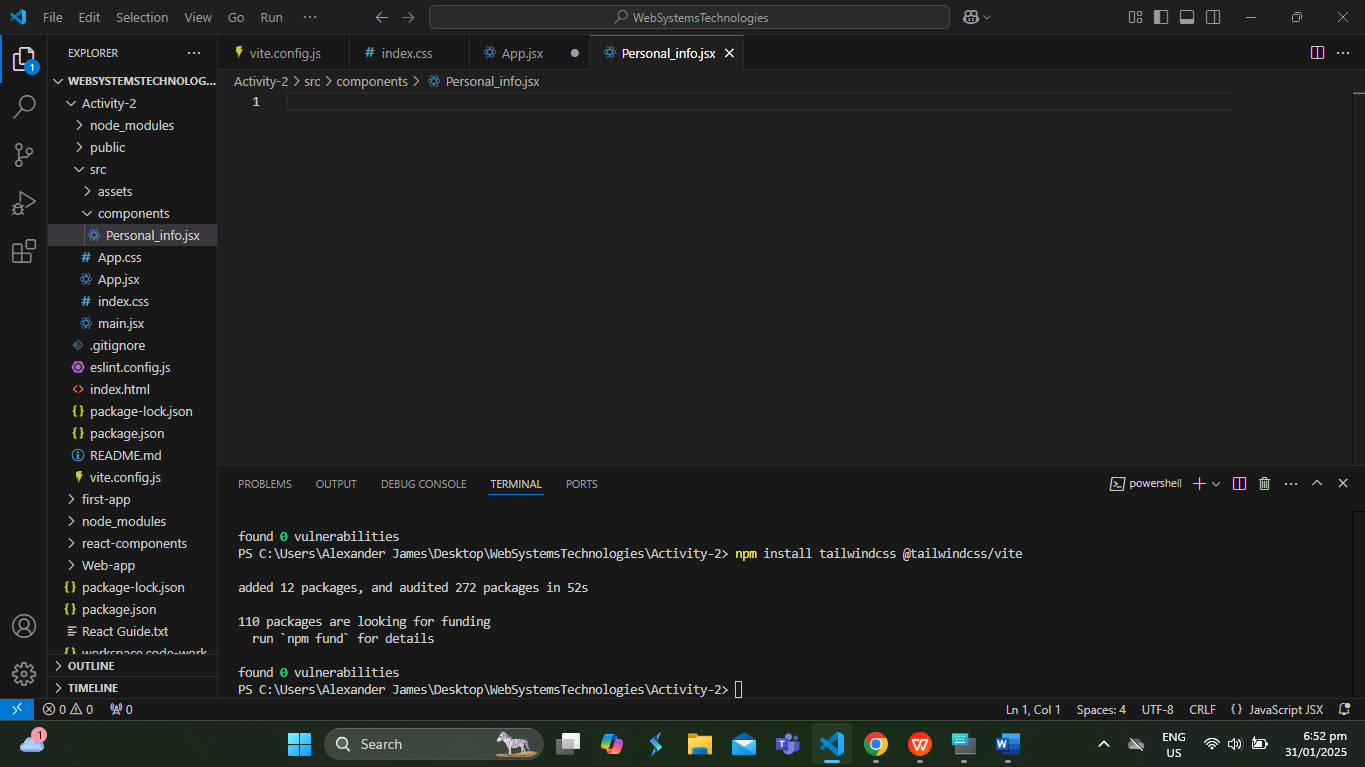 File Edit Selection View Go Run ···
WebSystemsTechnologies
EXPLORER
vite.config.js
# index.css
App.jsx
Personal_info.jsx
WEBSYSTEMSTECHNOLOG...
Activity-2 > src > components > Personal_info.jsx
1
Activity-2
node_modules
public
src
assets
components
Personal_info.jsx
# App.css
App.jsx
# index.css
main.jsx
.gitignore
eslint.config.js
<> index.html
{} package-lock.json
{} package.json
README.md
vite.config.js
first-app
node_modules
react-components
Web-app
{} package-lock.json
{} package.json
React Guide.txt
{} workspace.code-work
OUTLINE
TIMELINE
1
PROBLEMS OUTPUT DEBUG CONSOLE TERMINAL PORTS
powershell
found 0 vulnerabilities
PS C:\Users\Alexander James\Desktop\WebSystemsTechnologies\Activity-2> npm install tailwindcss @tailwindcss/vite
added 12 packages, and audited 272 packages in 52s
110 packages are looking for funding
run `npm fund` for details
found 0 vulnerabilities
PS C:\Users\Alexander James\Desktop\WebSystemsTechnologies\Activity-2>
0 0 0
Ln 1, Col 1 Spaces: 4 UTF-8 CRLF {} JavaScript JSX
1
Search
W
ENG
US
6:52 pm
31/01/2025